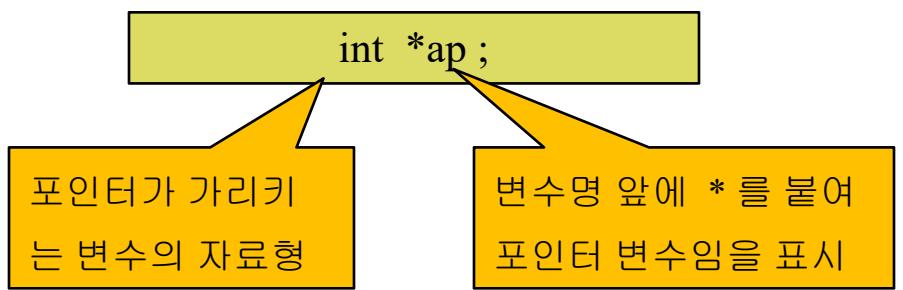 int *ap ;
포인터가 가리키
는 변수의 자료형
변수명 앞에 * 를 붙여
포인터 변수임을 표시